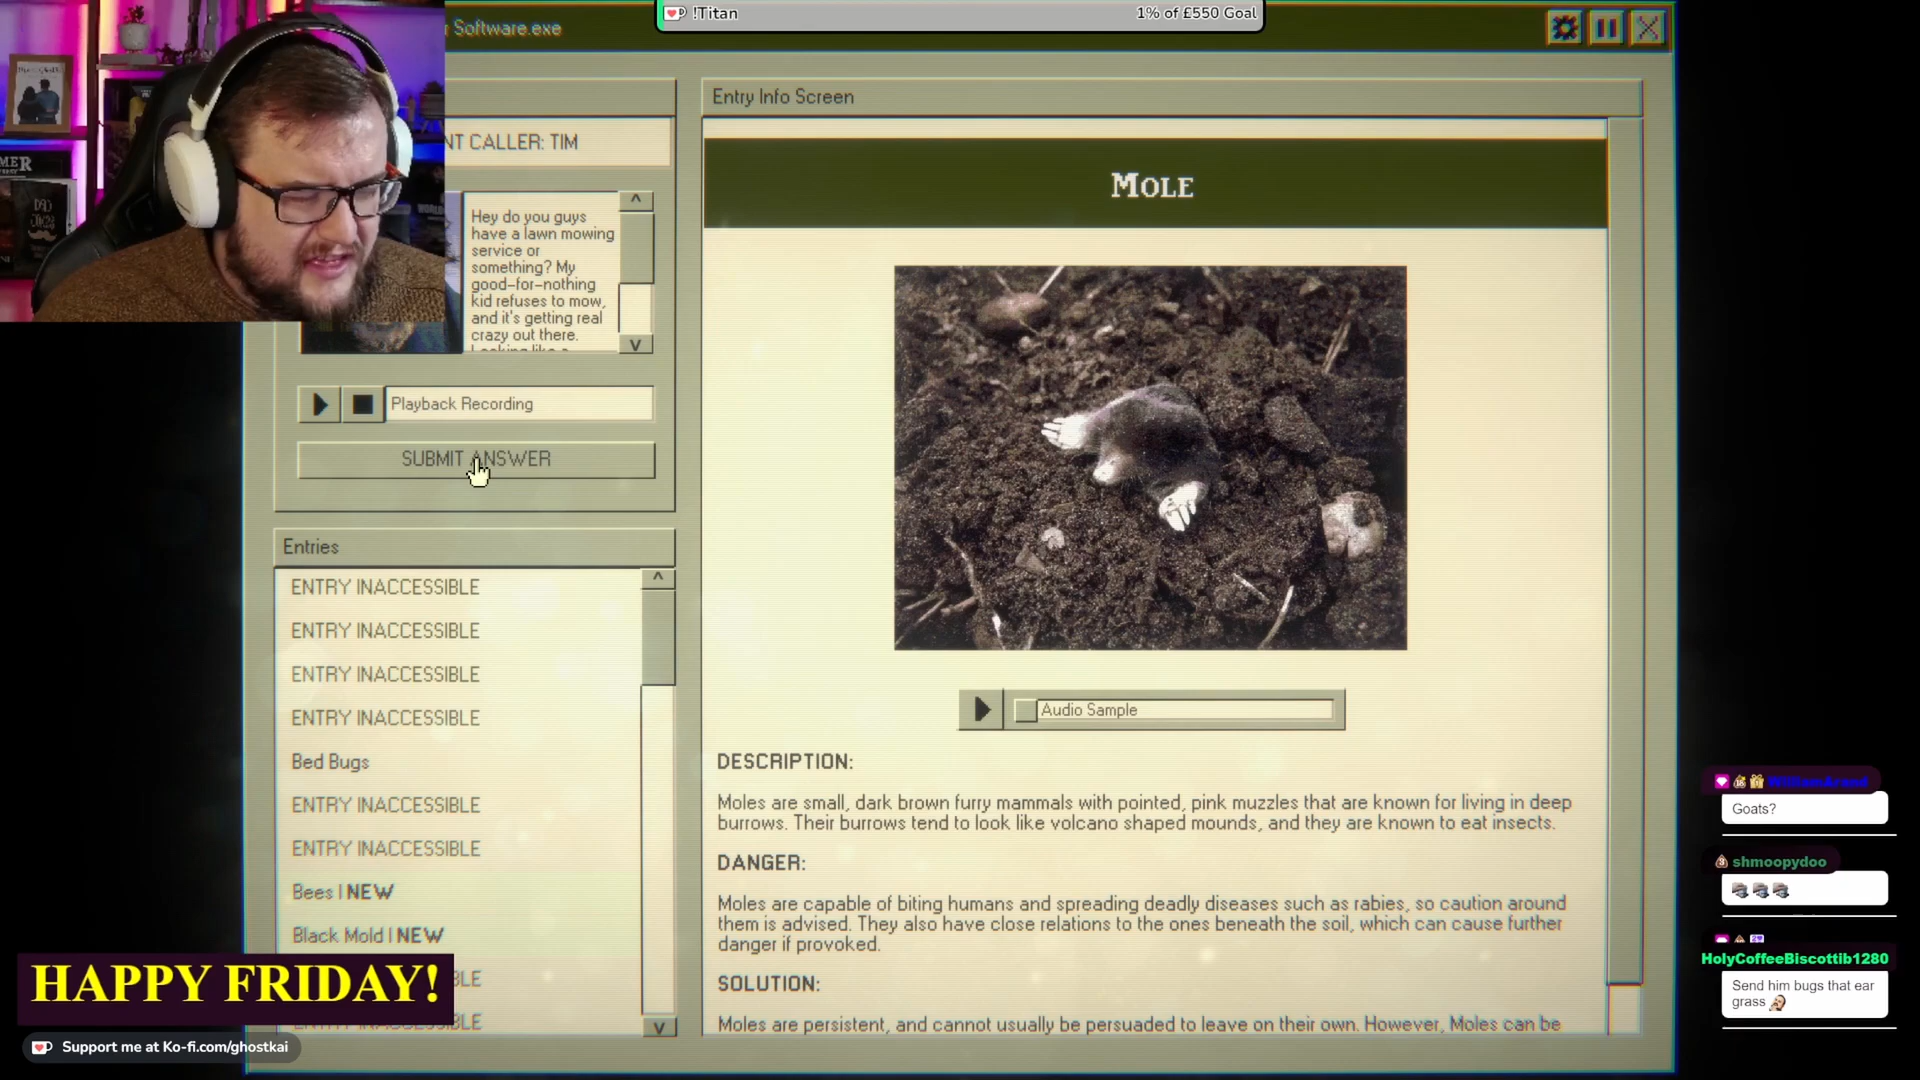 Software.exe
!Titan
1% of £550 Goal
NT CALLER: TIM
Hey do you guys
have a lawn mowing
service or
something? My
good-for-nothing
kid refuses to mow,
and it's getting real
crazy out there.
Looking like a
Playback Recording
SUBMIT ANSWER
Entries
ENTRY INACCESSIBLE
ENTRY INACCESSIBLE
ENTRY INACCESSIBLE
ENTRY INACCESSIBLE
Bed Bugs
ENTRY INACCESSIBLE
ENTRY INACCESSIBLE
Bees | NEW
Black Mold | NEW
Entry Info Screen
MOLE
Audio Sample
DESCRIPTION:
Moles are small, dark brown furry mammals with pointed, pink muzzles that are known for living in deep
burrows. Their burrows tend to look like volcano shaped mounds, and they are known to eat insects.
DANGER:
Moles are capable of biting humans and spreading deadly diseases such as rabies, so caution around
them is advised. They also have close relations to the ones beneath the soil, which can cause further
danger if provoked.
SOLUTION:
Moles are persistent, and cannot usually be persuaded to leave on their own. However, Moles can be
HAPPY FRIDAY!
Support me at Ko-fi.com/ghostkai
Goats?
shmoopydoo
HolyCoffeeBiscottib1280
Send him bugs that ear
grass